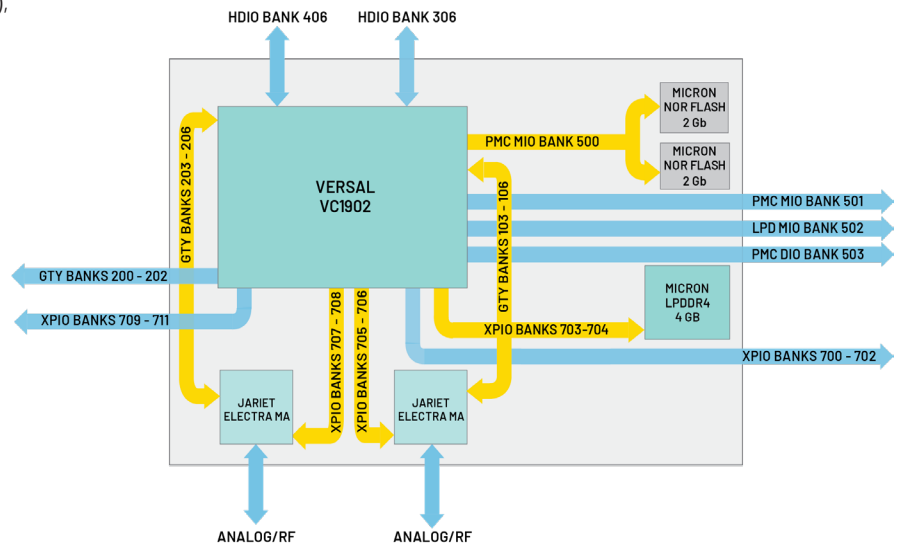 ),
HDIO BANK 406
HDIO BANK 306
MICRON
NOR FLASH
2 Gb
PMC MIO BANK 500
MICRON
NOR FLASH
2 Gb
GTY BANKS 203 - 206
VERSAL
VC1902
GTY BANKS 103 - 106
PMC MIO BANK 501
LPD MIO BANK 502
PMC DIO BANK 503
GTY BANKS 200 - 202
MICRON
LPDDR4
4 GB
XPIO BANKS 709 - 711
XPIO BANKS 707 - 708
XPIO BANKS 705 - 706
XPIO BANKS 703-704
XPIO BANKS 700 - 702
JARIET
ELECTRA MA
JARIET
ELECTRA MA
ANALOG/RF
ANALOG/RF